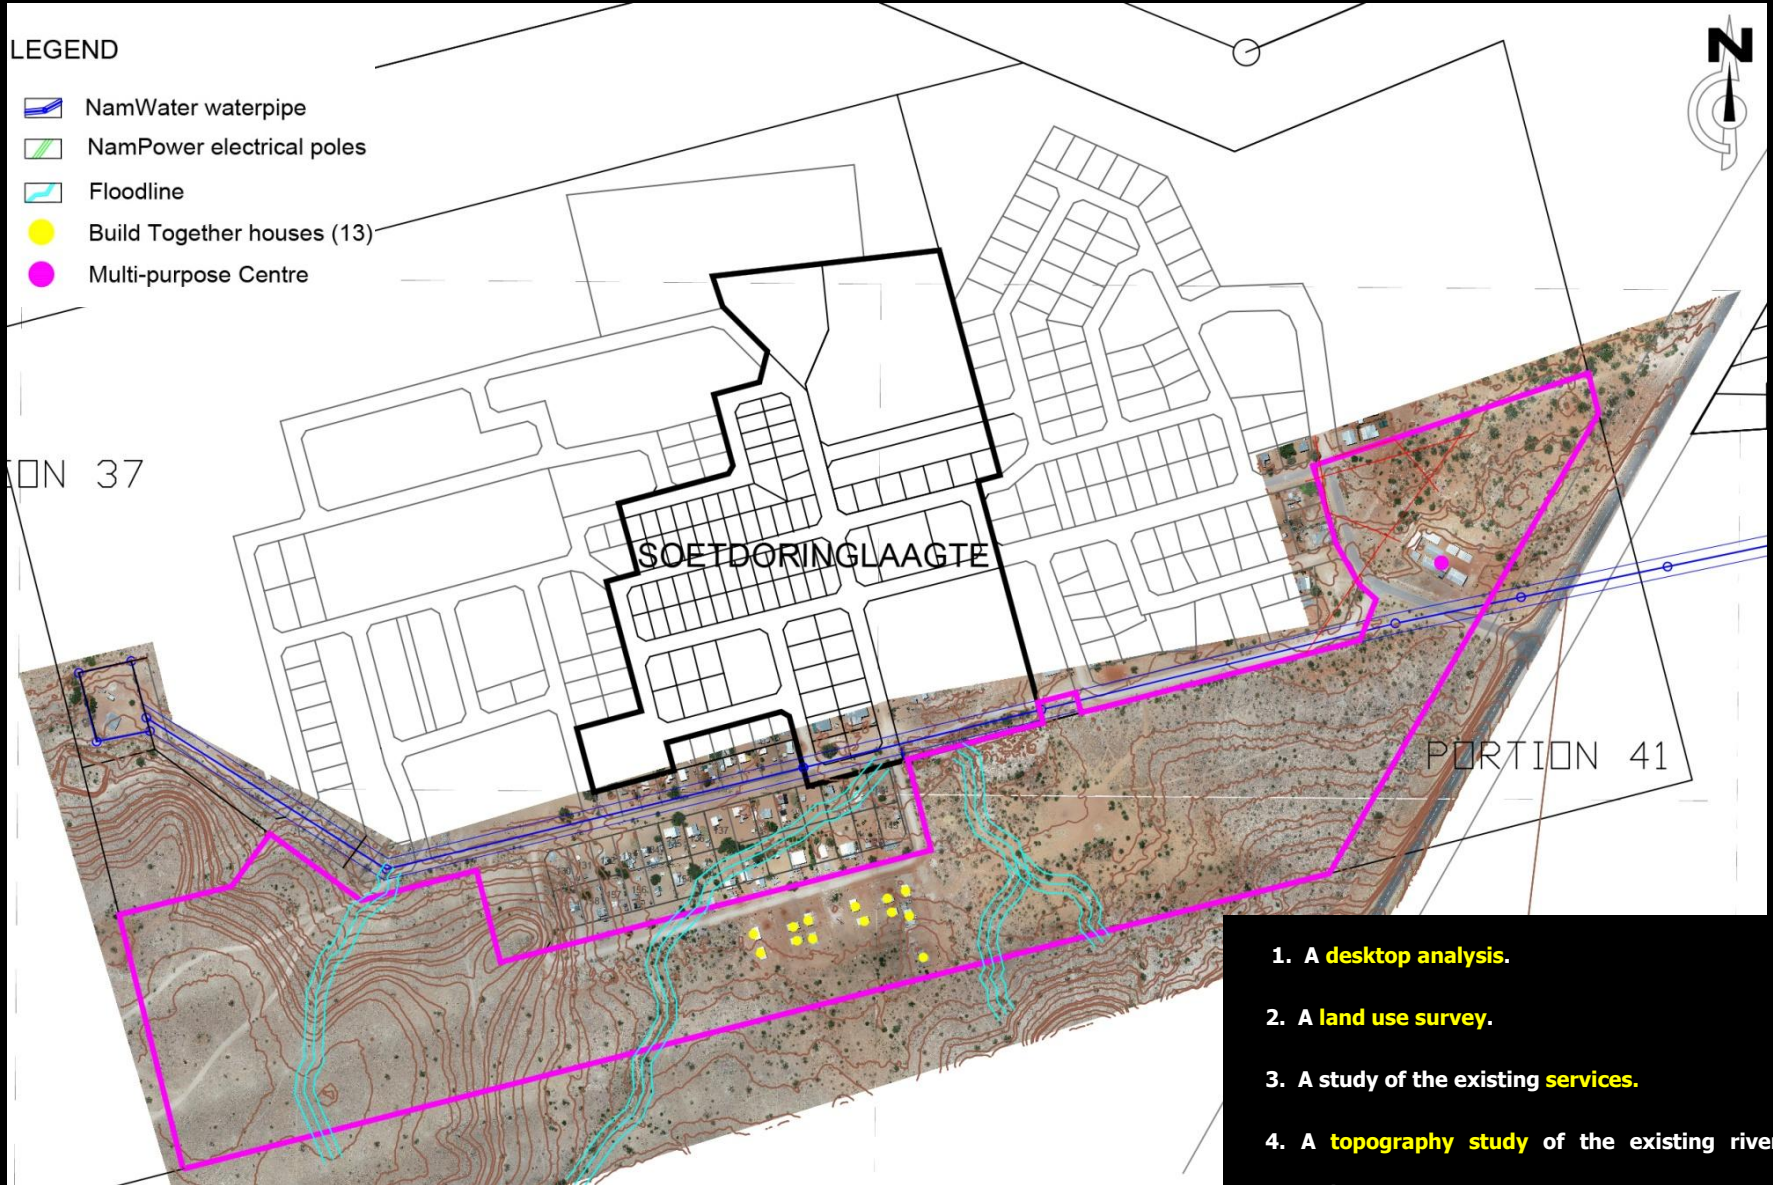 LEGEND
NamWater waterpipe
NamPower electrical poles
Floodline
Build Together houses (13)
Multi-purpose Centre
N
ION 37
SOETDORINGLAAGTE
PORTION 41
1. A desktop analysis.
2. A land use survey.
3. A study of the existing services.
4. A topography study of the existing river